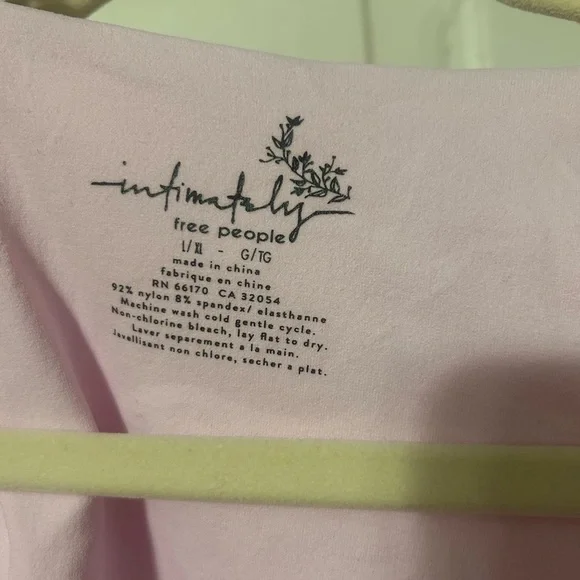 intimately
free people
L/XL - G/TG
made in china
fabrique en chine
RN 66170 CA 32054
92% nylon 8% spandex/ elasthanne
Machine wash cold gentle cycle.
Non-chlorine bleach, lay flat to dry.
Laver separement a la main.
Javellisant non chlore, secher a plat.